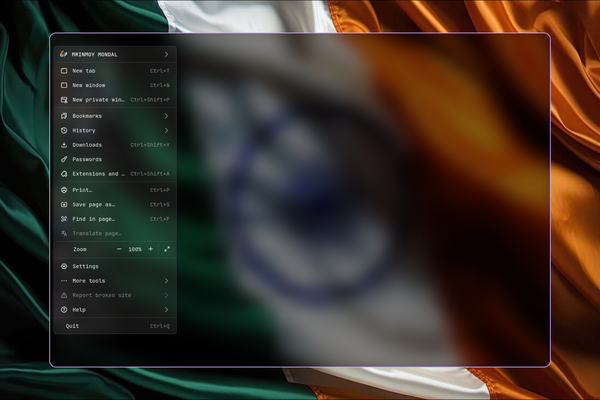 MRINMOY MONDAL
New tab Ctrl+T
New window Ctrl+N
New private win… Ctrl+Shift+P
Bookmarks
History
Downloads Ctrl+Shift+Y
Passwords
Extensions and … Ctrl+Shift+A
Print… Ctrl+P
Save page as… Ctrl+S
Find in page… Ctrl+F
Translate page…
Zoom − 100% +
Settings
More tools
Report broken site
Help
Quit Ctrl+Q